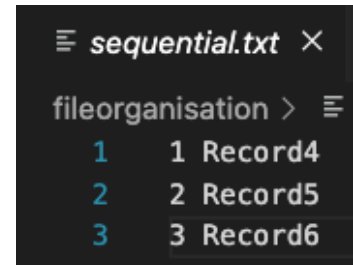 sequential.txt ×
fileorganisation >
1 1 Record4
2 2 Record5
3 3 Record6